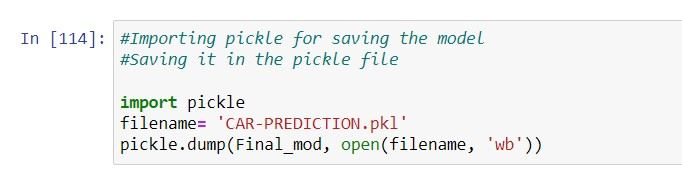 In [114]: #Importing pickle for saving the model
#Saving it in the pickle file
import pickle
filename= 'CAR-PREDICTION.pkl'
pickle.dump(Final_mod, open(filename, 'wb'))